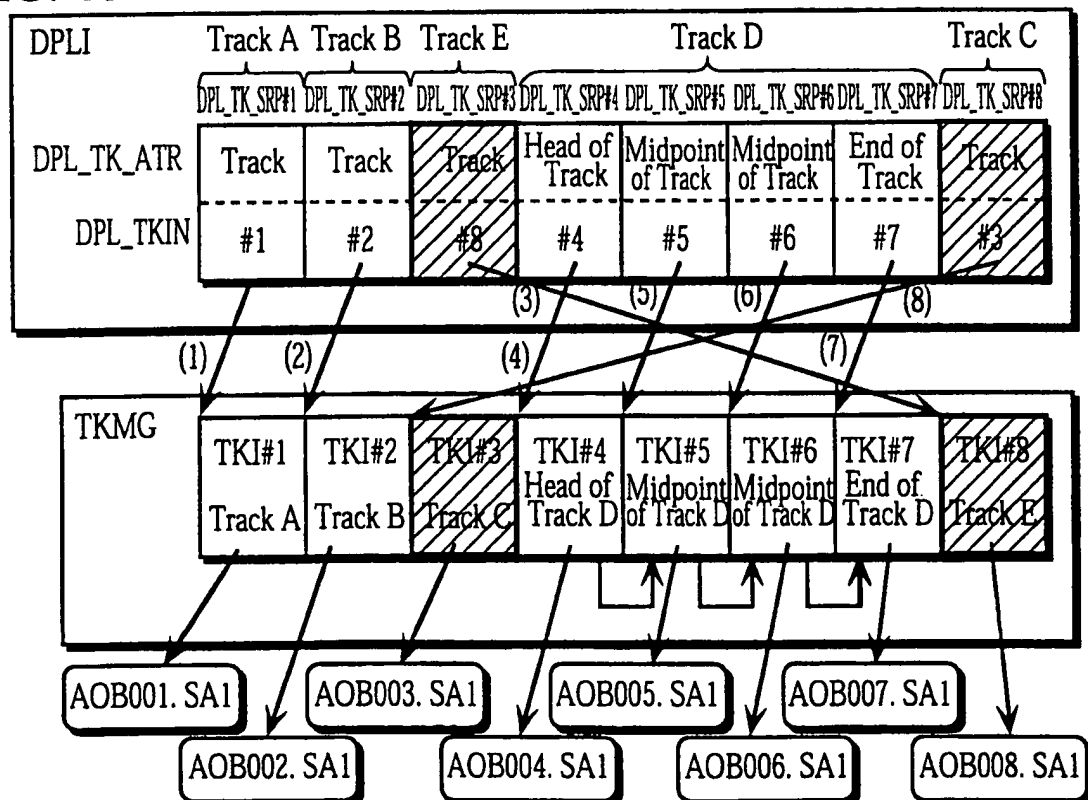 DPLI
Track A Track B Track E Track D Track C
DPL_TK_SRP#1 DPL_TK_SRP#2 DPL_TK_SRP#3 DPL_TK_SRP#4 DPL_TK_SRP#5 DPL_TK_SRP#6 DPL_TK_SRP#7 DPL_TK_SRP#8
DPL_TK_ATR
Track Track Track Head of Track Midpoint of Track Midpoint of Track End of Track Track
DPL_TKIN
#1 #2 #8 #4 #5 #6 #7 #3
(1) (2) (3) (4) (5) (6) (7) (8)
TKMG
TKI#1 TKI#2 TKI#3 TKI#4 TKI#5 TKI#6 TKI#7 TKI#8
Track A Track B Track C Head of Track D Midpoint of Track D Midpoint of Track D End of Track D Track E
AOB001. SA1 AOB003. SA1 AOB005. SA1 AOB007. SA1
AOB002. SA1 AOB004. SA1 AOB006. SA1 AOB008. SA1